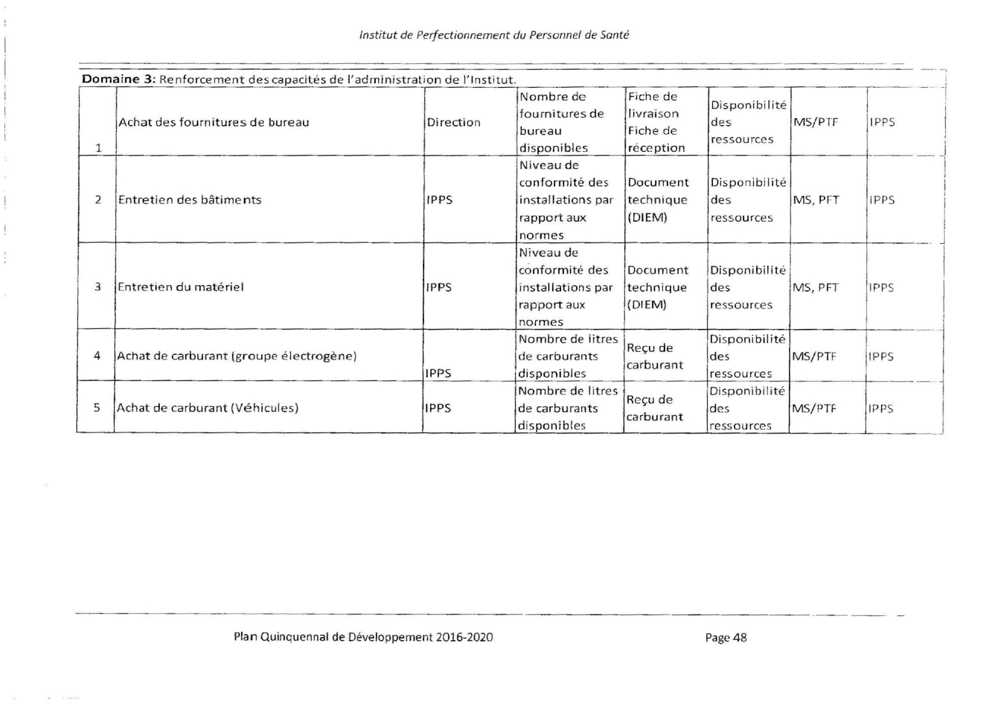 Institut de Perfectionnement du Personnel de Santé
Domaine 3: Renforcement des capacités de l'administration de l'Institut.
1
Achat des fournitures de bureau
Direction
Nombre de
fournitures de
bureau
disponibles
Fiche de
livraison
Fiche de
réception
Disponibilité
des
ressources
MS/PTF
IPPS
2
Entretien des bâtiments
IPPS
Niveau de
conformité des
installations par
rapport aux
normes
Document
technique
(DIEM)
Disponibilité
des
ressources
MS, PFT
IPPS
3
Entretien du matériel
IPPS
Niveau de
conformité des
installations par
rapport aux
normes
Document
technique
(DIEM)
Disponibilité
des
ressources
MS, PFT
IPPS
4
Achat de carburant (groupe électrogène)
IPPS
Nombre de litres
de carburants
disponibles
Reçu de
carburant
Disponibilité
des
ressources
MS/PTF
IPPS
5
Achat de carburant (Véhicules)
IPPS
Nombre de litres
de carburants
disponibles
Reçu de
carburant
Disponibilité
des
ressources
MS/PTF
IPPS
Plan Quinquennal de Développement 2016-2020
Page 48